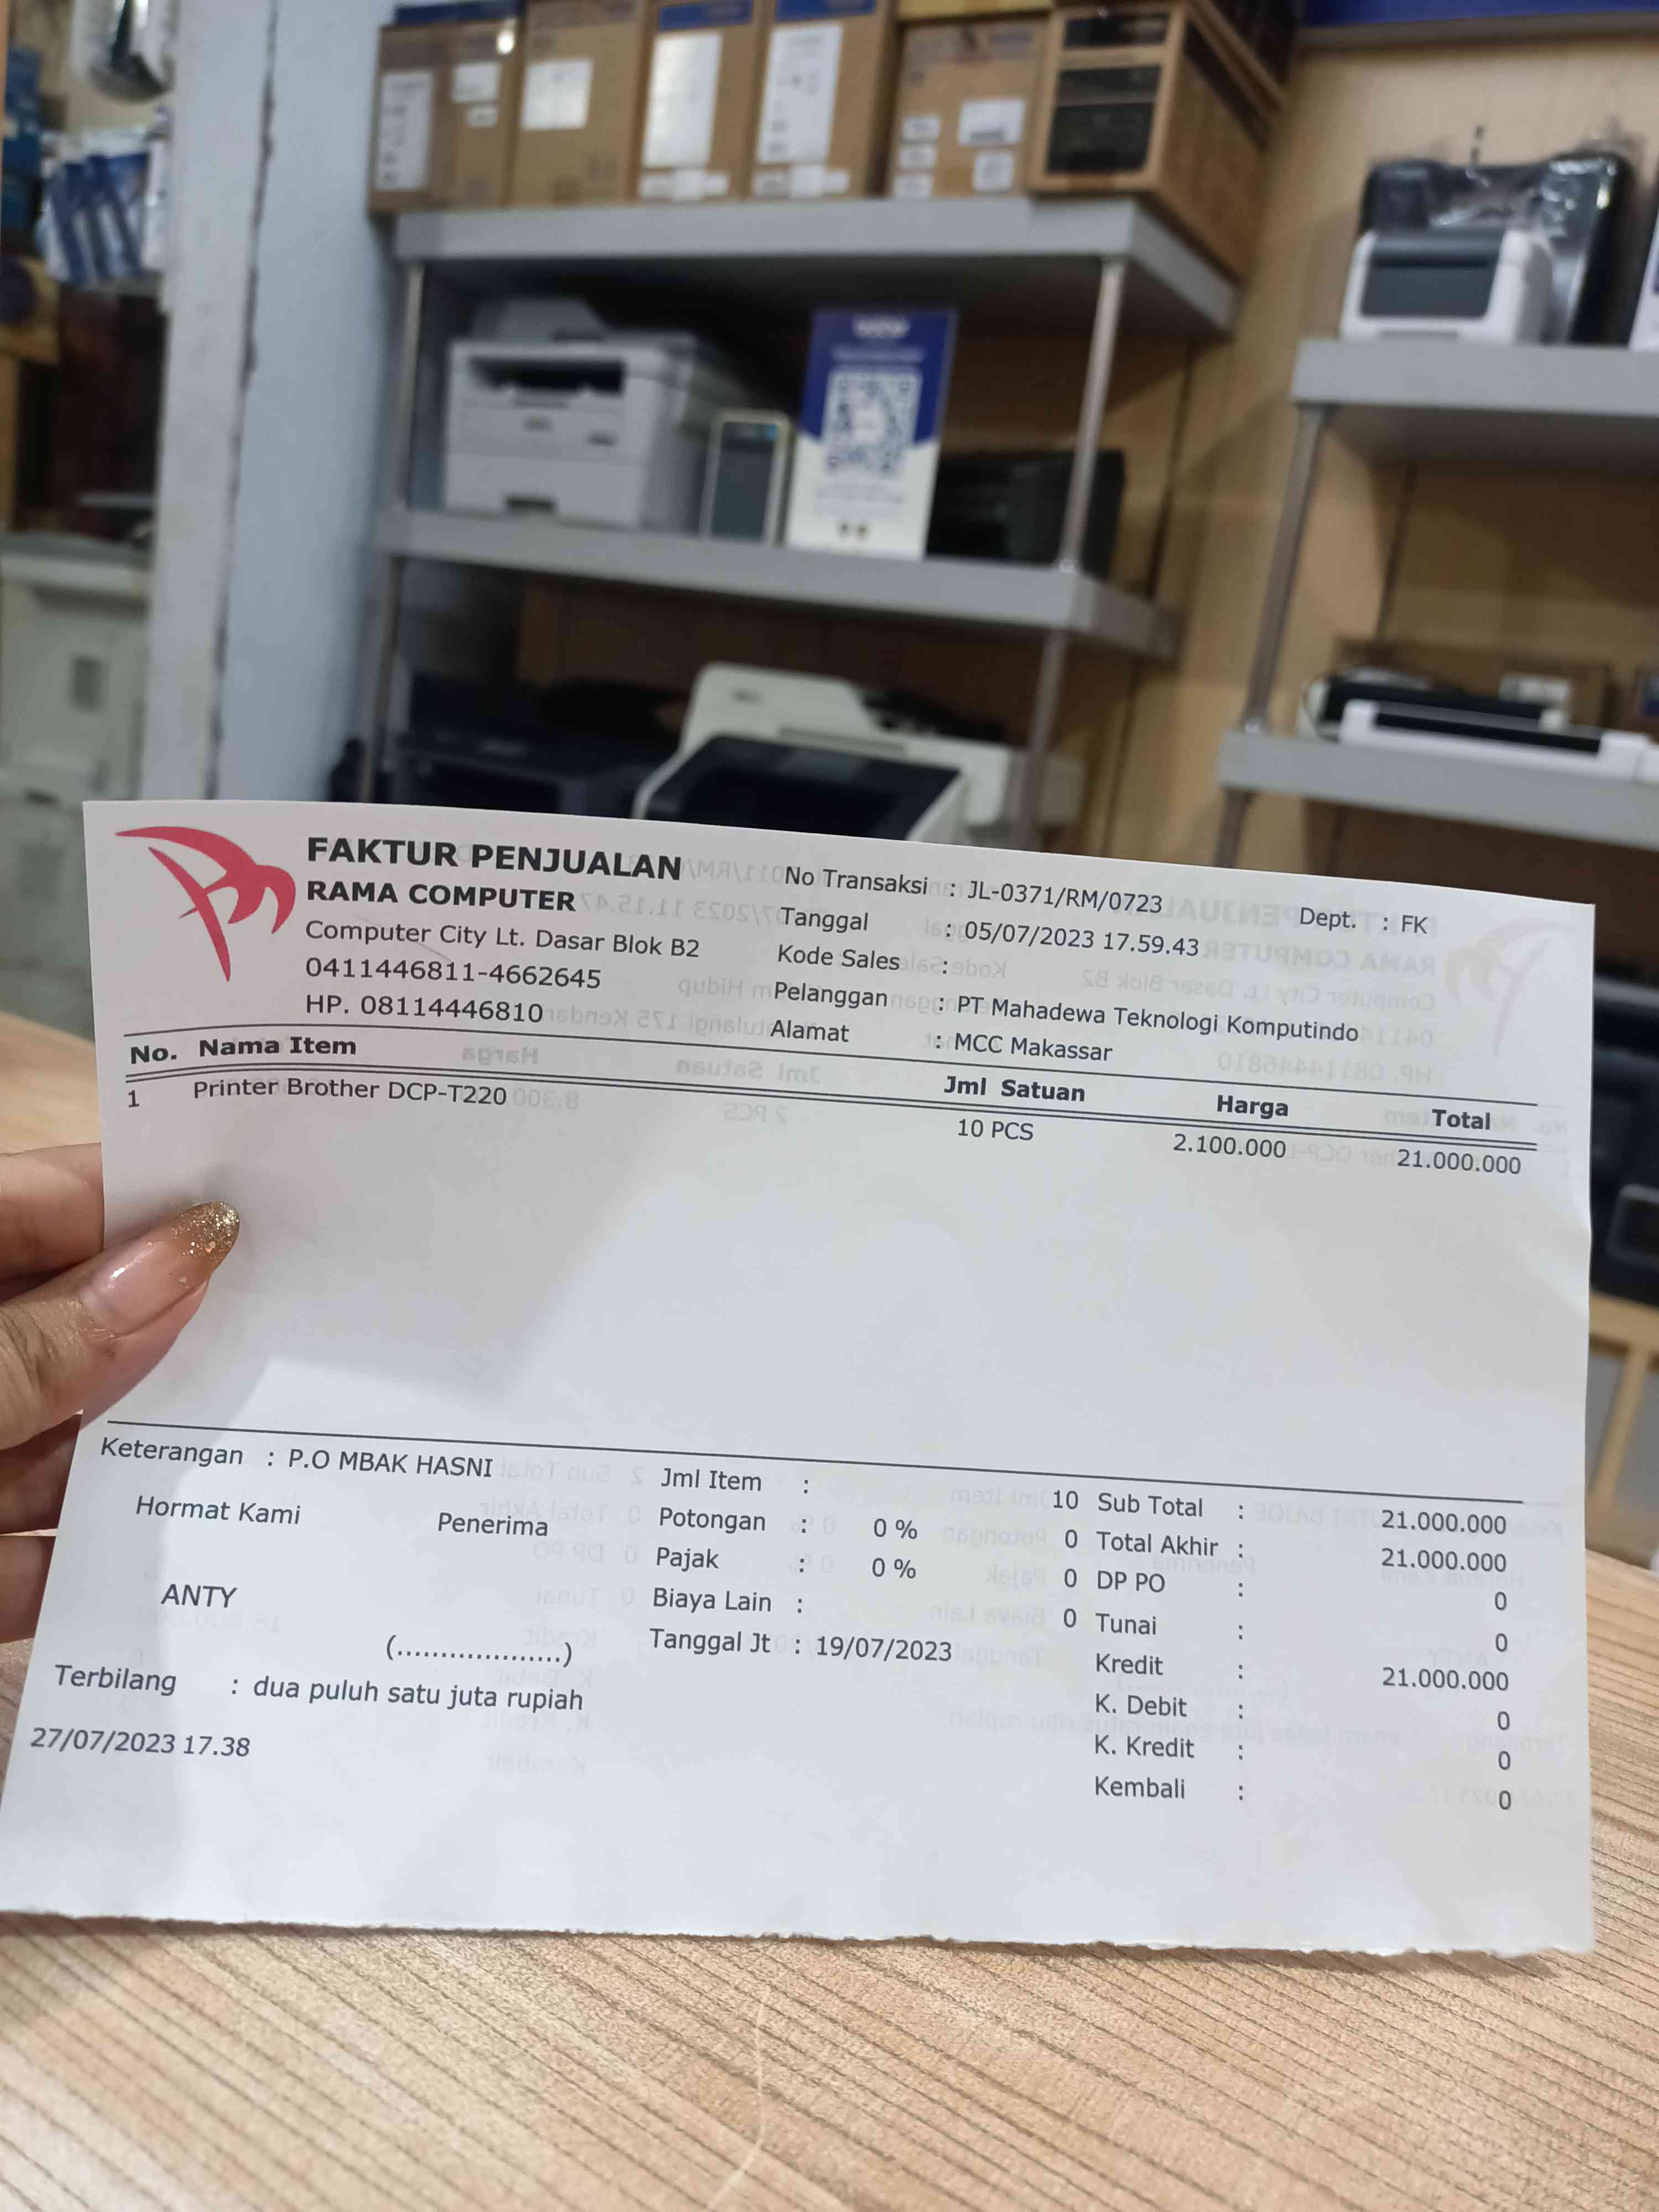 FAKTUR PENJUALAN
RAMA COMPUTER
Computer City Lt. Dasar Blok B2
0411446811-4662645
HP. 08114446810
No Transaksi : JL-0371/RM/0723
Dept. : FK
Tanggal : 05/07/2023 17.59.43
Kode Sales :
Pelanggan : PT Mahadewa Teknologi Komputindo
Alamat : MCC Makassar
No. Nama Item Jml Satuan Harga Total
1 Printer Brother DCP-T220 10 PCS 2.100.000 21.000.000
Keterangan : P.O MBAK HASNI
Hormat Kami Penerima
ANTY
(...................)
Terbilang : dua puluh satu juta rupiah
27/07/2023 17.38
Jml Item : 10
Potongan : 0 % 0
Pajak : 0 % 0
Biaya Lain : 0
Tanggal Jt : 19/07/2023
Sub Total : 21.000.000
Total Akhir : 21.000.000
DP PO : 0
Tunai : 0
Kredit : 21.000.000
K. Debit : 0
K. Kredit : 0
Kembali : 0